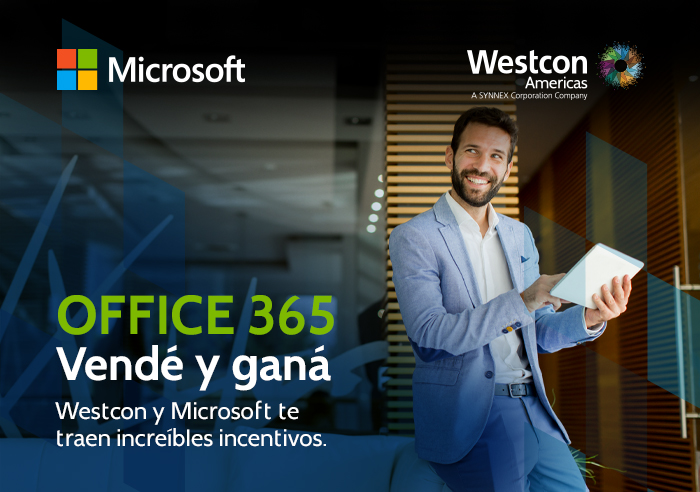 Microsoft
Westcon
Americas
A SYNNEX Corporation Company
OFFICE 365
Vendé y ganá
Westcon y Microsoft te
traen increíbles incentivos.